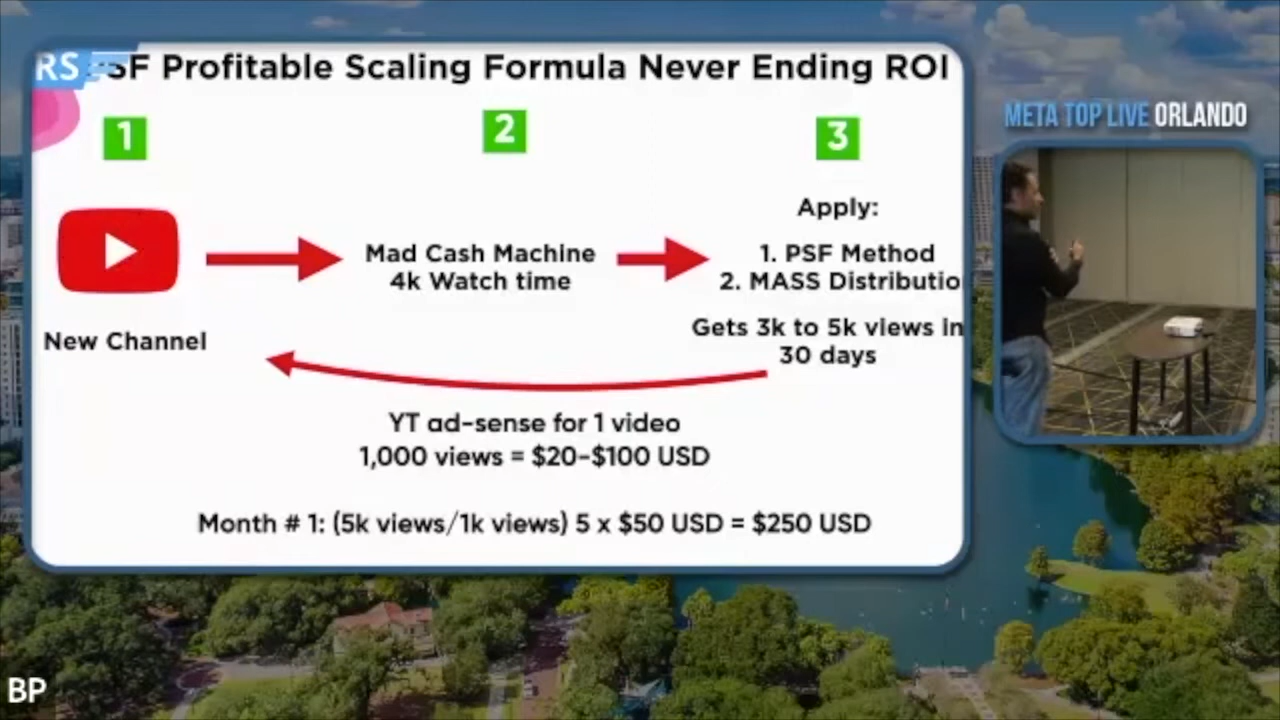 RS SF Profitable Scaling Formula Never Ending ROI
1
2
3
META TOP LIVE ORLANDO
Apply:
Mad Cash Machine
4k Watch time
1. PSF Method
2. MASS Distributio
New Channel
Gets 3k to 5k views in
30 days
YT ad-sense for 1 video
1,000 views = $20-$100 USD
Month # 1: (5k views/1k views) 5 x $50 USD = $250 USD
BP